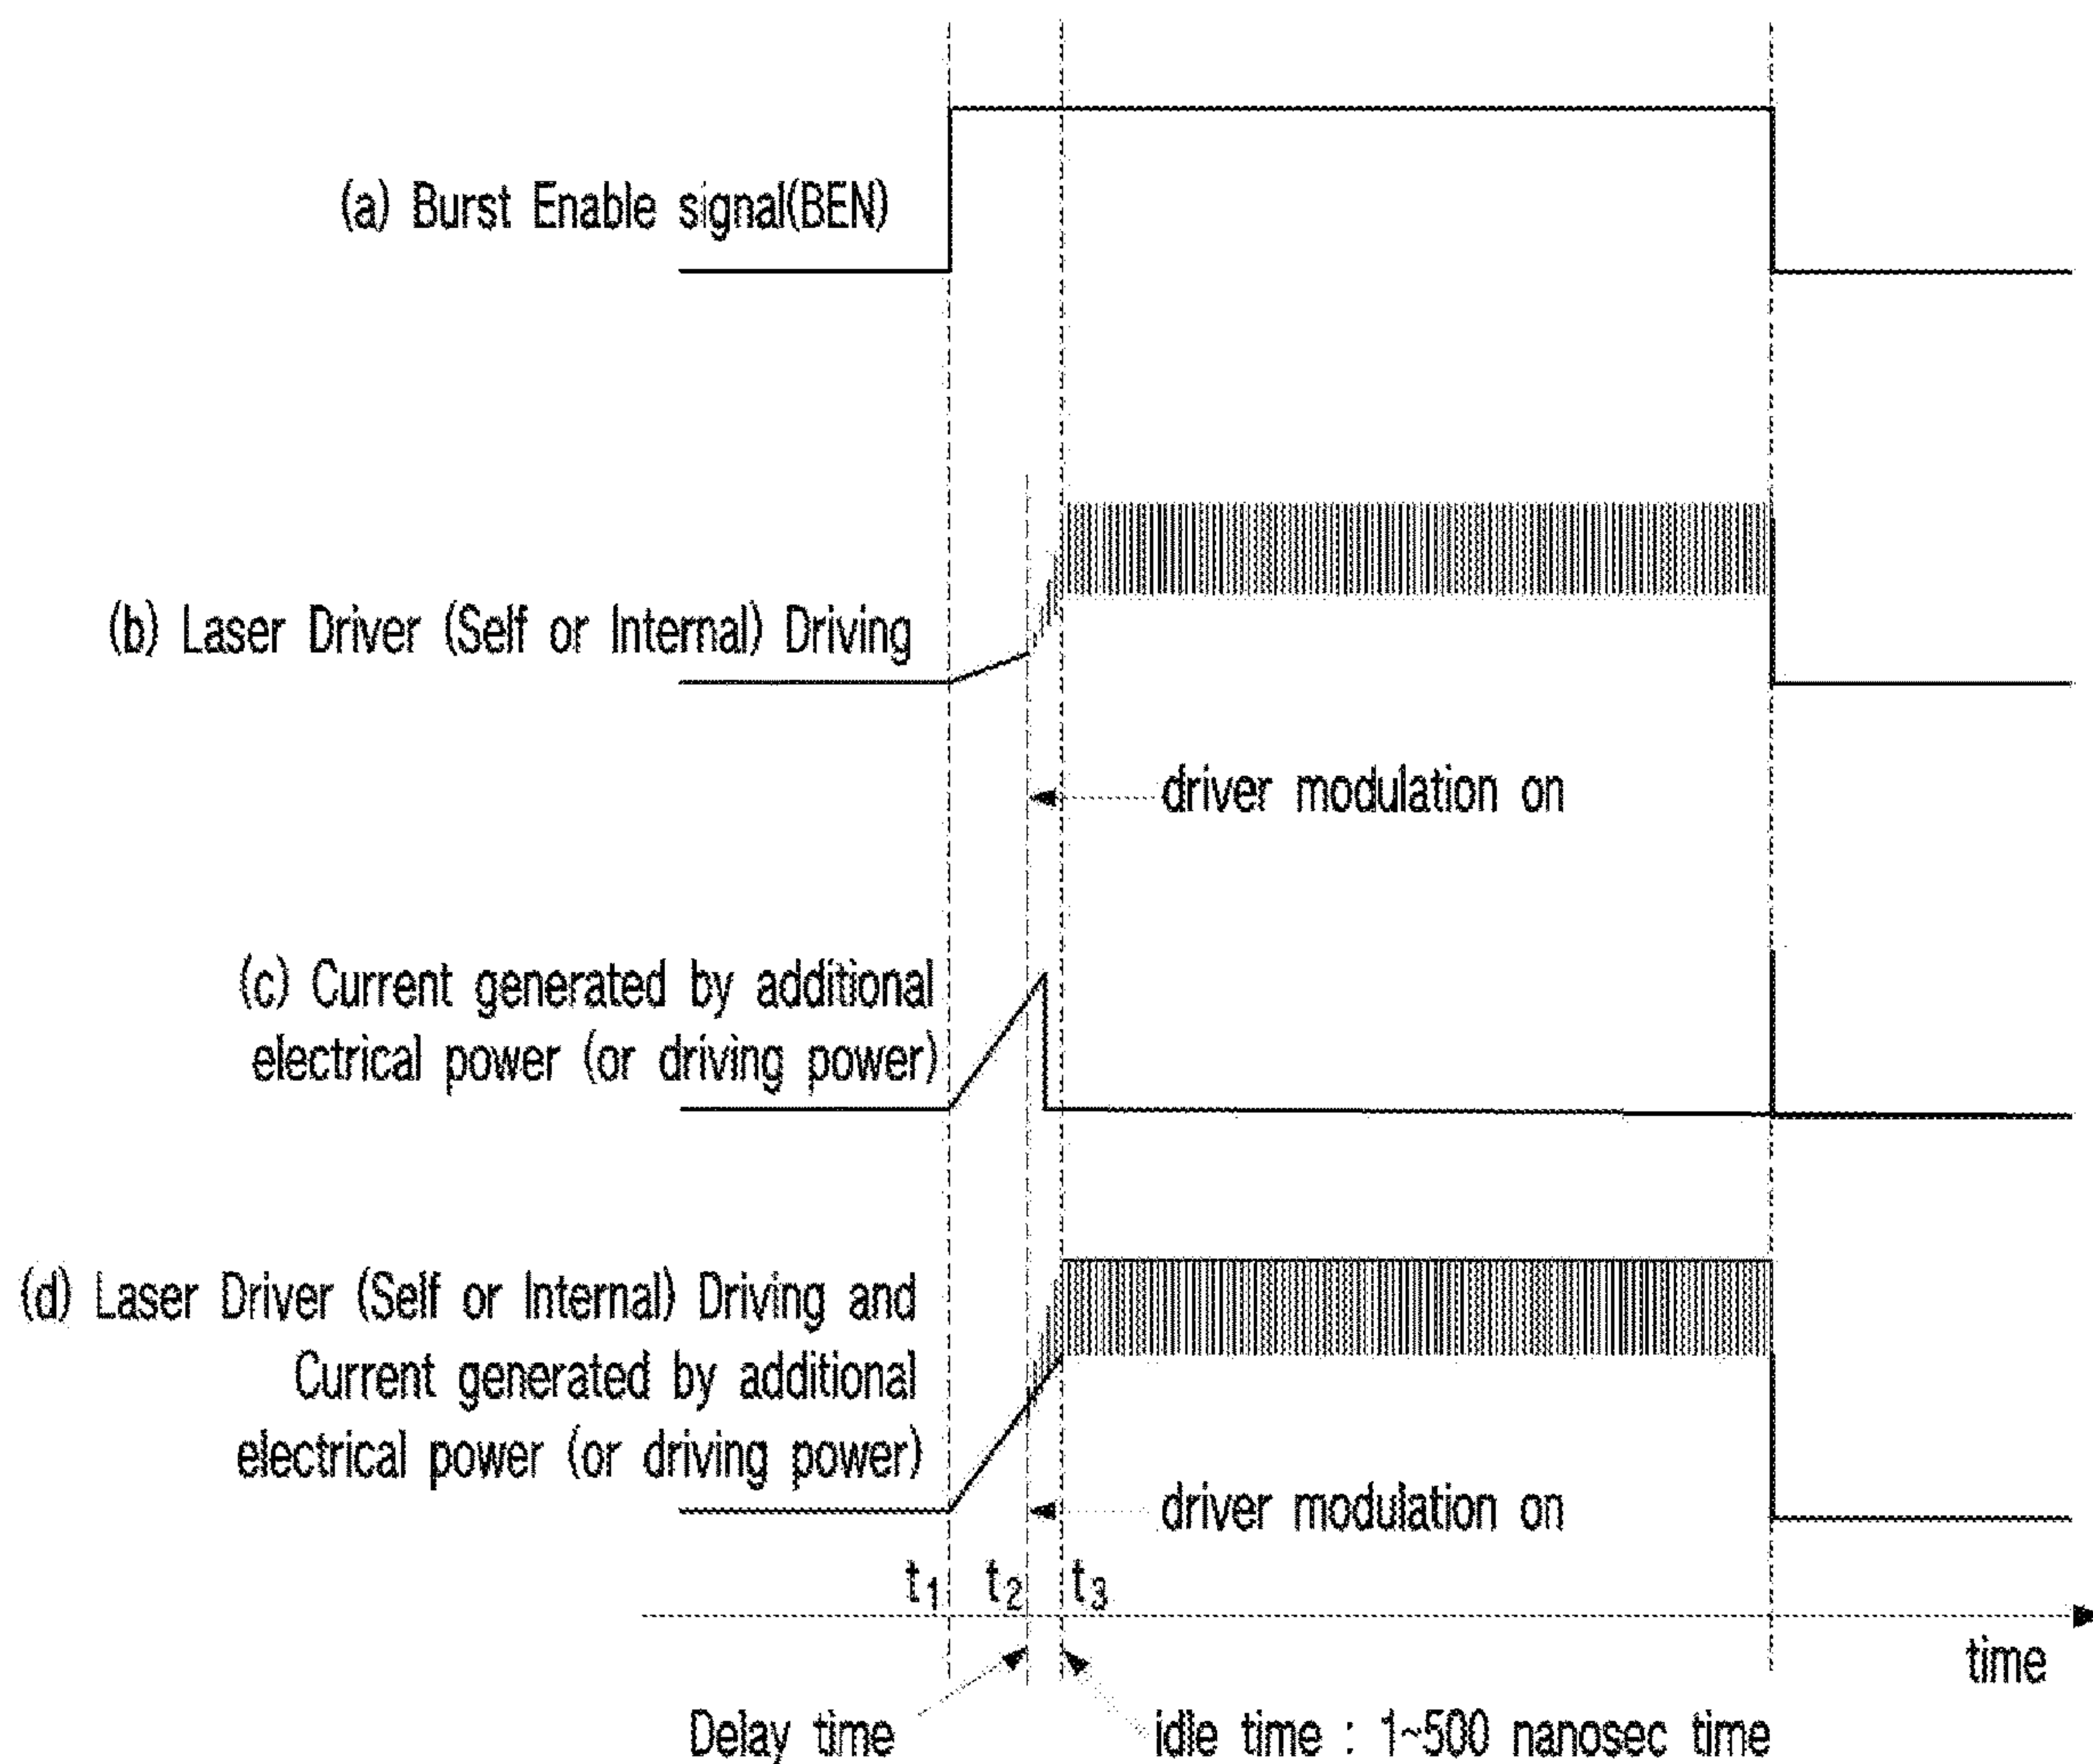 (a) Burst Enable signal(BEN)
(b) Laser Driver (Self or Internal) Driving
driver modulation on
(c) Current generated by additional
electrical power (or driving power)
(d) Laser Driver (Self or Internal) Driving and
Current generated by additional
electrical power (or driving power)
driver modulation on
t1 t2 t3
time
Delay time
idle time : 1~500 nanosec time